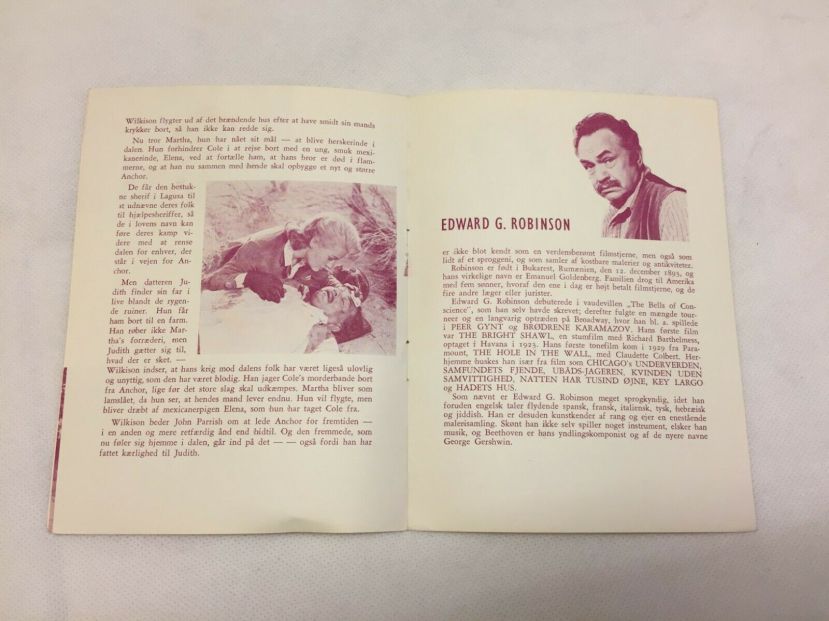 Wilkison flygter ud af det brændende hus efter at have smidt sin mands
krykker bort, så han ikke kan redde sig.
Nu tror Martha, hun har nået sit mål — at blive herskerinde i
dalen. Hun forhindrer Cole i at rejse bort med en ung, smuk mexi-
kanerinde, Elena, ved at fortælle ham, at hans bror er død i flam-
merne, og at han nu sammen med hende skal opbygge et nyt og større
Anchor.
De får den bestuk-
ne sherif i Lagusa til
at udnævne deres folk
til hjælpesheriffer, så
de i lovens navn kan
føre deres kamp vi-
dere med at rense
dalen for enhver, der
står i vejen for An-
chor.
Men datteren Ju-
dith finder sin far i
live blandt de rygen-
de ruiner. Hun får
ham bort til en farm.
Han røber ikke Mar-
tha's forræderi, men
Judith gætter sig til,
hvad der er sket. —
Wilkison indser, at hans krig mod dalens folk har været ligeså ulovlig
og unyttig, som den har været blodig. Han jager Cole's morderbande bort
fra Anchor, lige før det store slag skal udkæmpes. Martha bliver som
lamslået, da hun ser, at hendes mand lever endnu. Hun vil flygte, men
bliver dræbt af mexicanerpigen Elena, som hun har taget Cole fra.
Wilkison beder John Parrish om at lede Anchor for fremtiden —
i en anden og mere retfærdig ånd end hidtil. Og den fremmede, som
nu føler sig hjemme i dalen, går ind på det — — også fordi han har
fattet kærlighed til Judith.
EDWARD G. ROBINSON
er ikke blot kendt som en verdensberømt filmstjerne, men også som
lidt af et sproggeni, og som samler af kostbare malerier og antikviteter.
Robinson er født i Bukarest, Rumænien, den 12. december 1893, og
hans virkelige navn er Emanuel Goldenberg. Familien drog til Amerika
med fem sønner, hvoraf den ene i dag er højt betalt filmstjerne, og de
fire andre læger eller jurister.
Edward G. Robinson debuterede i vaudevillen „The Bells of Con-
science", som han selv havde skrevet; derefter fulgte en mængde tour-
neer og en langvarig optræden på Broadway, hvor han bl. a. spillede
i PEER GYNT og BRØDRENE KARAMAZOV. Hans første film
var THE BRIGHT SHAWL, en stumfilm med Richard Barthelmess,
optaget i Havana i 1923. Hans første tonefilm kom i 1929 fra Para-
mount, THE HOLE IN THE WALL, med Claudette Colbert. Her-
hjemme huskes han især fra film som CHICAGO's UNDERVERDEN,
SAMFUNDETS FJENDE, UBÅDS-JAGEREN, KVINDEN UDEN
SAMVITTIGHED, NATTEN HAR TUSIND ØJNE, KEY LARGO
og HADETS HUS.
Som nævnt er Edward G. Robinson meget sprogkyndig, idet han
foruden engelsk taler flydende spansk, fransk, italiensk, tysk, hebræisk
og jiddish. Han er desuden kunstkender af rang og ejer en enestående
malerisamling. Skønt han ikke selv spiller noget instrument, elsker han
musik, og Beethoven er hans yndlingskomponist og af de nyere navne
George Gershwin.